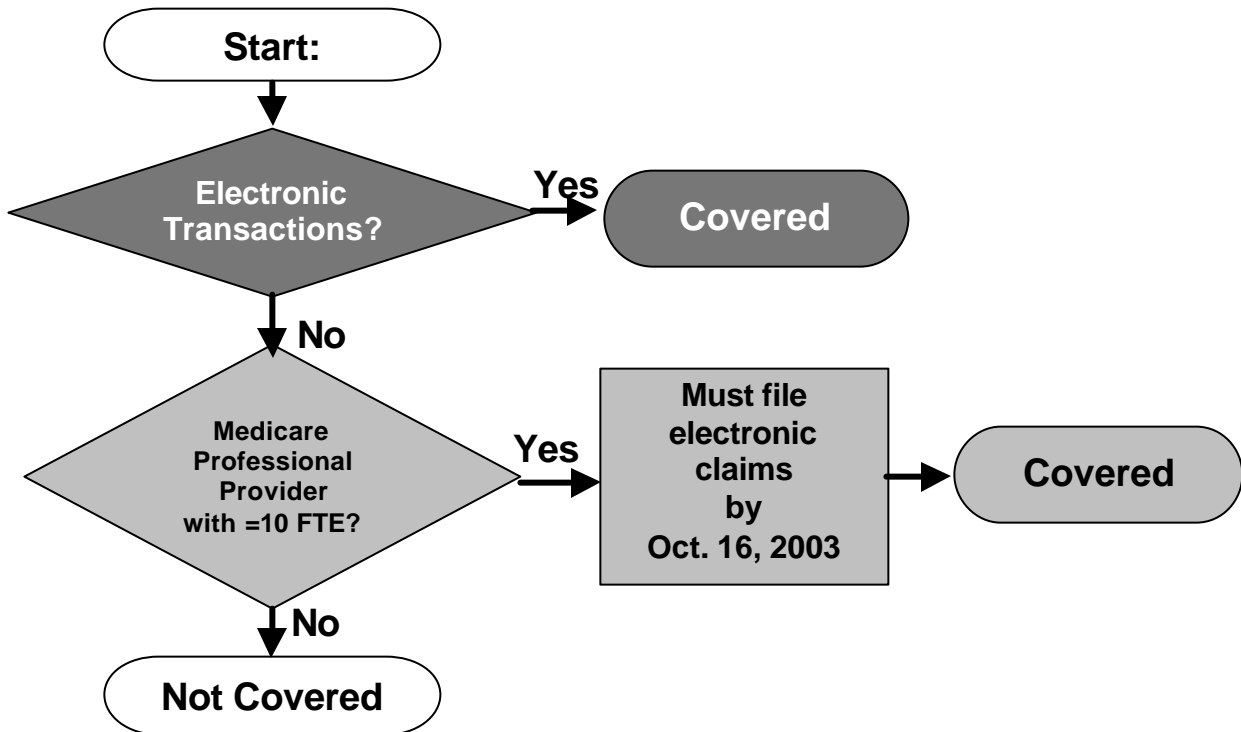 Start:
Electronic
Transactions?
Yes
Covered
No
Medicare
Professional
Provider
with =10 FTE?
Yes
Must file
electronic
claims
by
Oct. 16, 2003
Covered
No
Not Covered